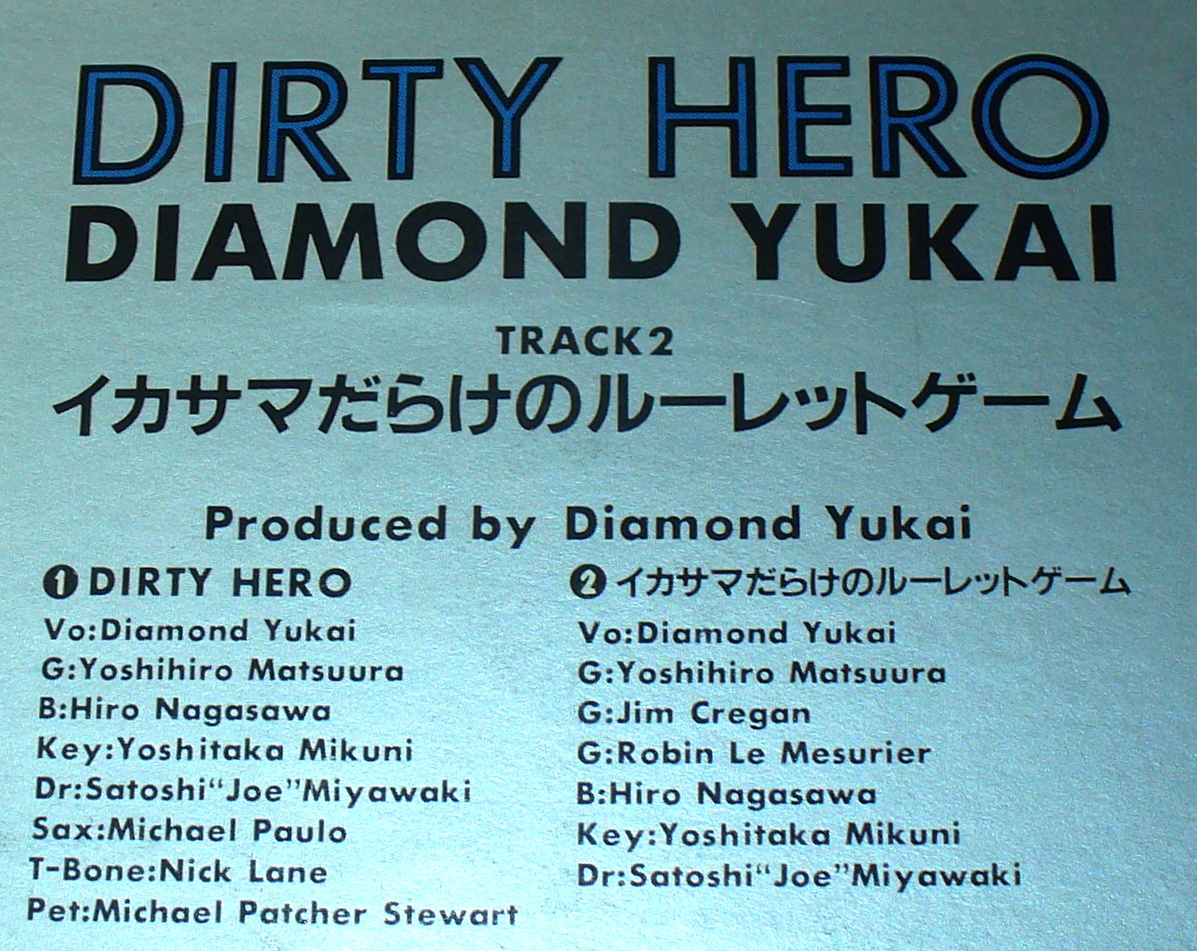 DIRTY HERO
DIAMOND YUKAI
TRACK2
イカサマだらけのルーレットゲーム
Produced by Diamond Yukai
❶DIRTY HERO
Vo:Diamond Yukai
G:Yoshihiro Matsuura
B:Hiro Nagasawa
Key:Yoshitaka Mikuni
Dr:Satoshi“Joe”Miyawaki
Sax:Michael Paulo
T-Bone:Nick Lane
Pet:Michael Patcher Stewart
❷イカサマだらけのルーレットゲーム
Vo:Diamond Yukai
G:Yoshihiro Matsuura
G:Jim Cregan
G:Robin Le Mesurier
B:Hiro Nagasawa
Key:Yoshitaka Mikuni
Dr:Satoshi“Joe”Miyawaki